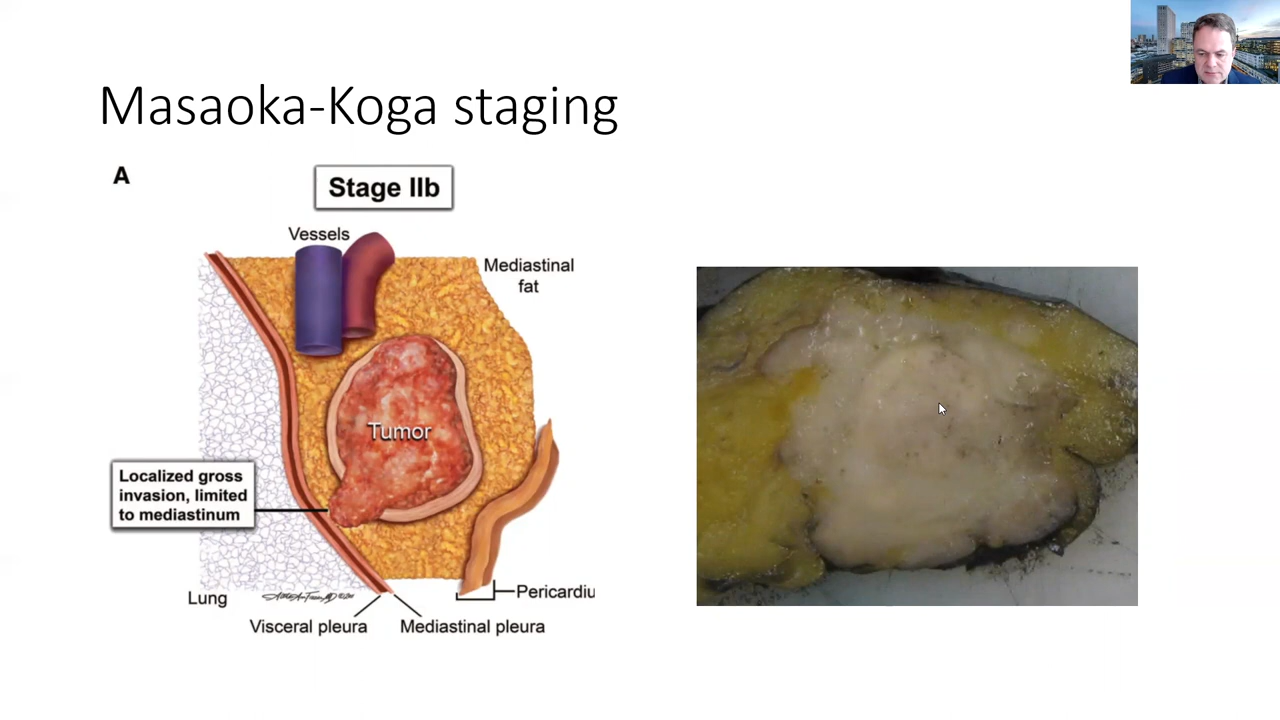 Masaoka-Koga staging
A
Stage IIb
Vessels
Mediastinal
fat
Tumor
Localized gross
invasion, limited
to mediastinum
Lung
Pericardiu
Visceral pleura
Mediastinal pleura